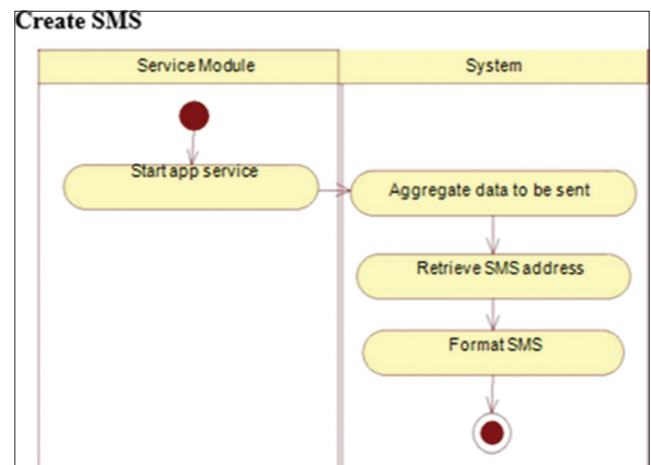 Create SMS
Service Module
System
Start app service
Aggregate data to be sent
Retrieve SMS address
Format SMS